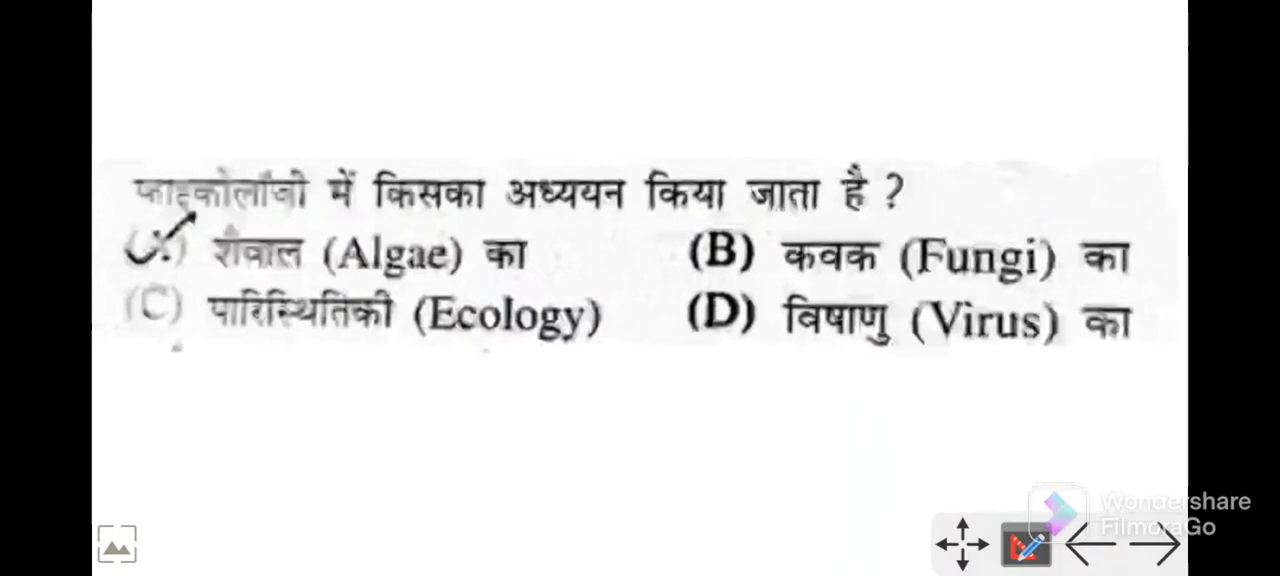 फाइकोलॉजी में किसका अध्ययन किया जाता है ?
(A) शैवाल (Algae) का (B) कवक (Fungi) का
(C) पारिस्थितिकी (Ecology) (D) विषाणु (Virus) का
Wondershare
FilmoraGo